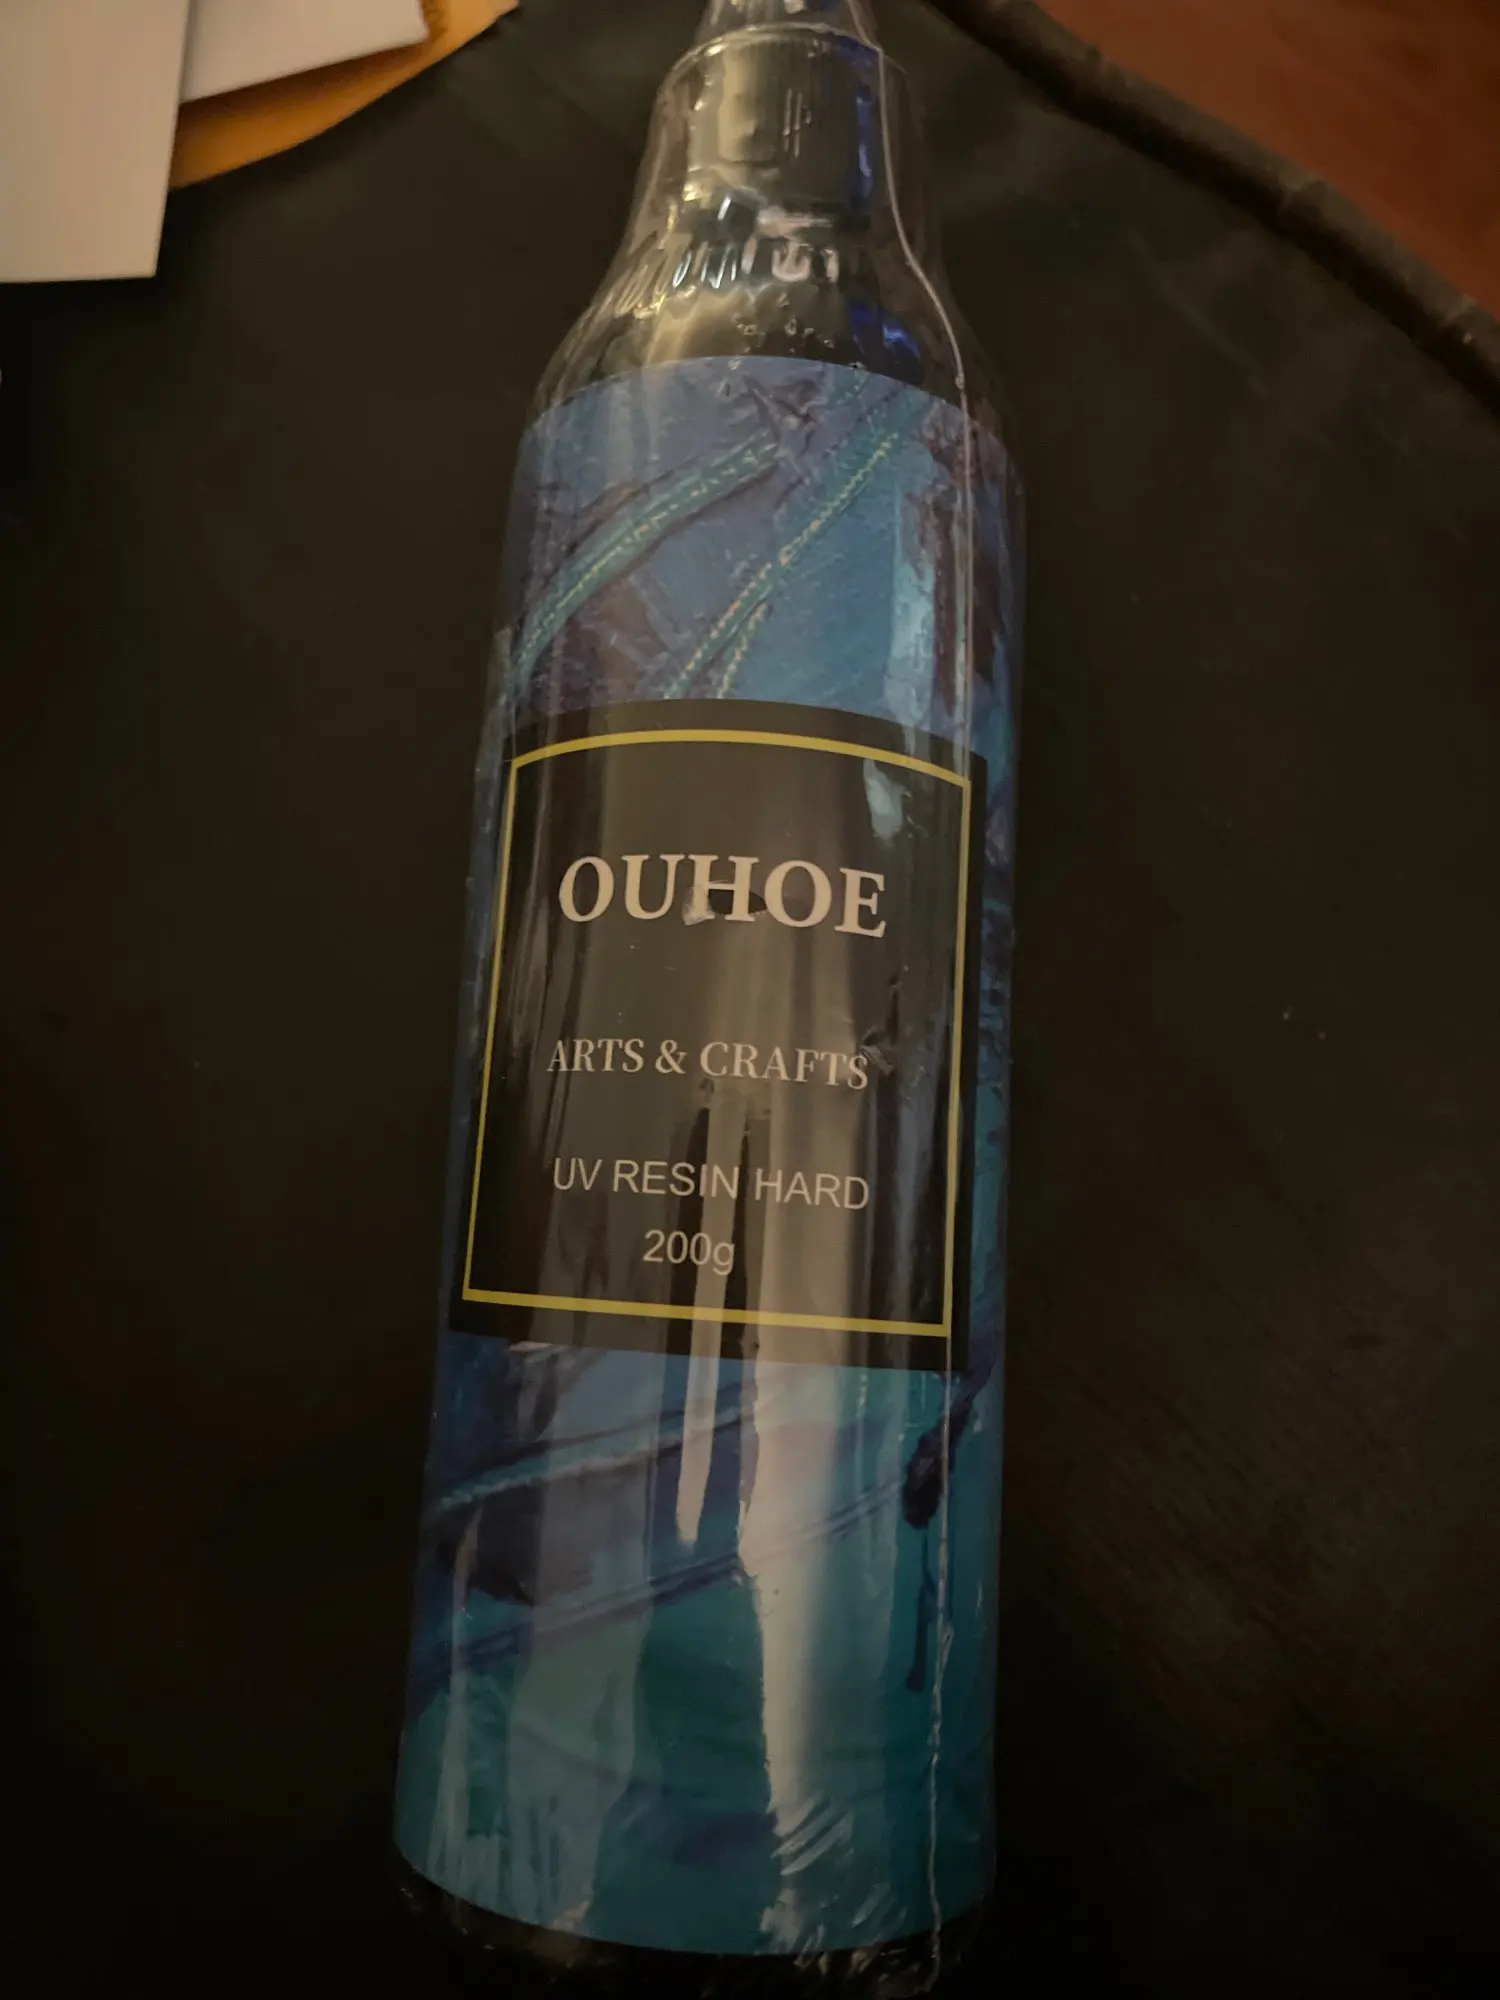 OUHOE
ARTS & CRAFTS
UV RESIN HARD
200g